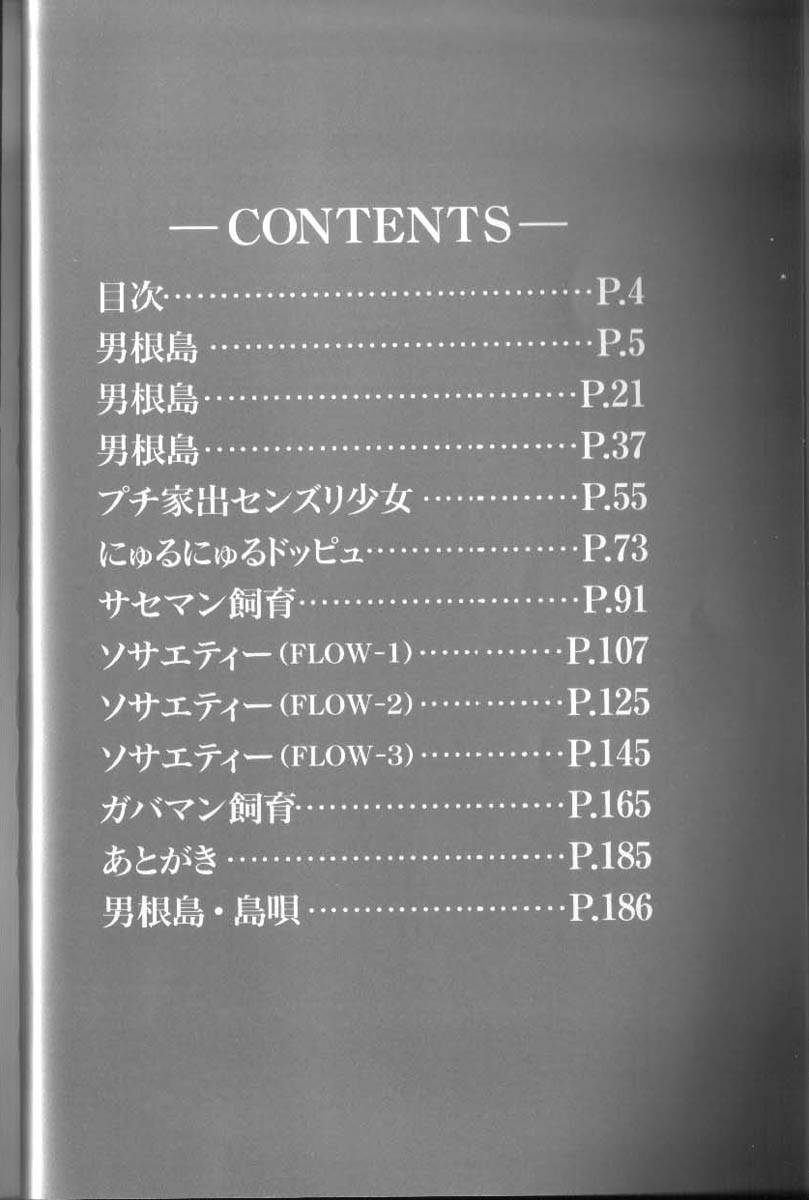 —CONTENTS—
目次……………………………………P.4
男根島……………………………………P.5
男根島……………………………………P.21
男根島……………………………………P.37
プチ家出センズリ少女………………P.55
にゅるにゅるドッピュ…………………P.73
サセマン飼育……………………………P.91
ソサエティー(FLOW-1)……………P.107
ソサエティー(FLOW-2)……………P.125
ソサエティー(FLOW-3)……………P.145
ガバマン飼育……………………………P.165
あとがき…………………………………P.185
男根島・島唄……………………………P.186